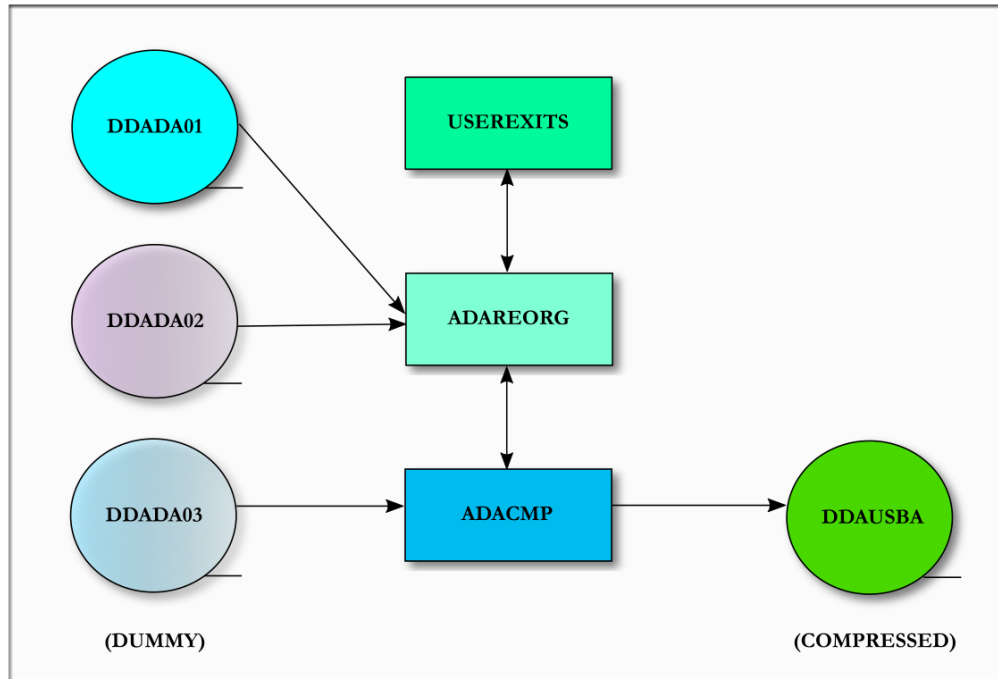 DDADA01
USEREXITS
DDADA02
ADAREORG
DDADA03
ADACMP
DDAUSBA
(DUMMY)
(COMPRESSED)